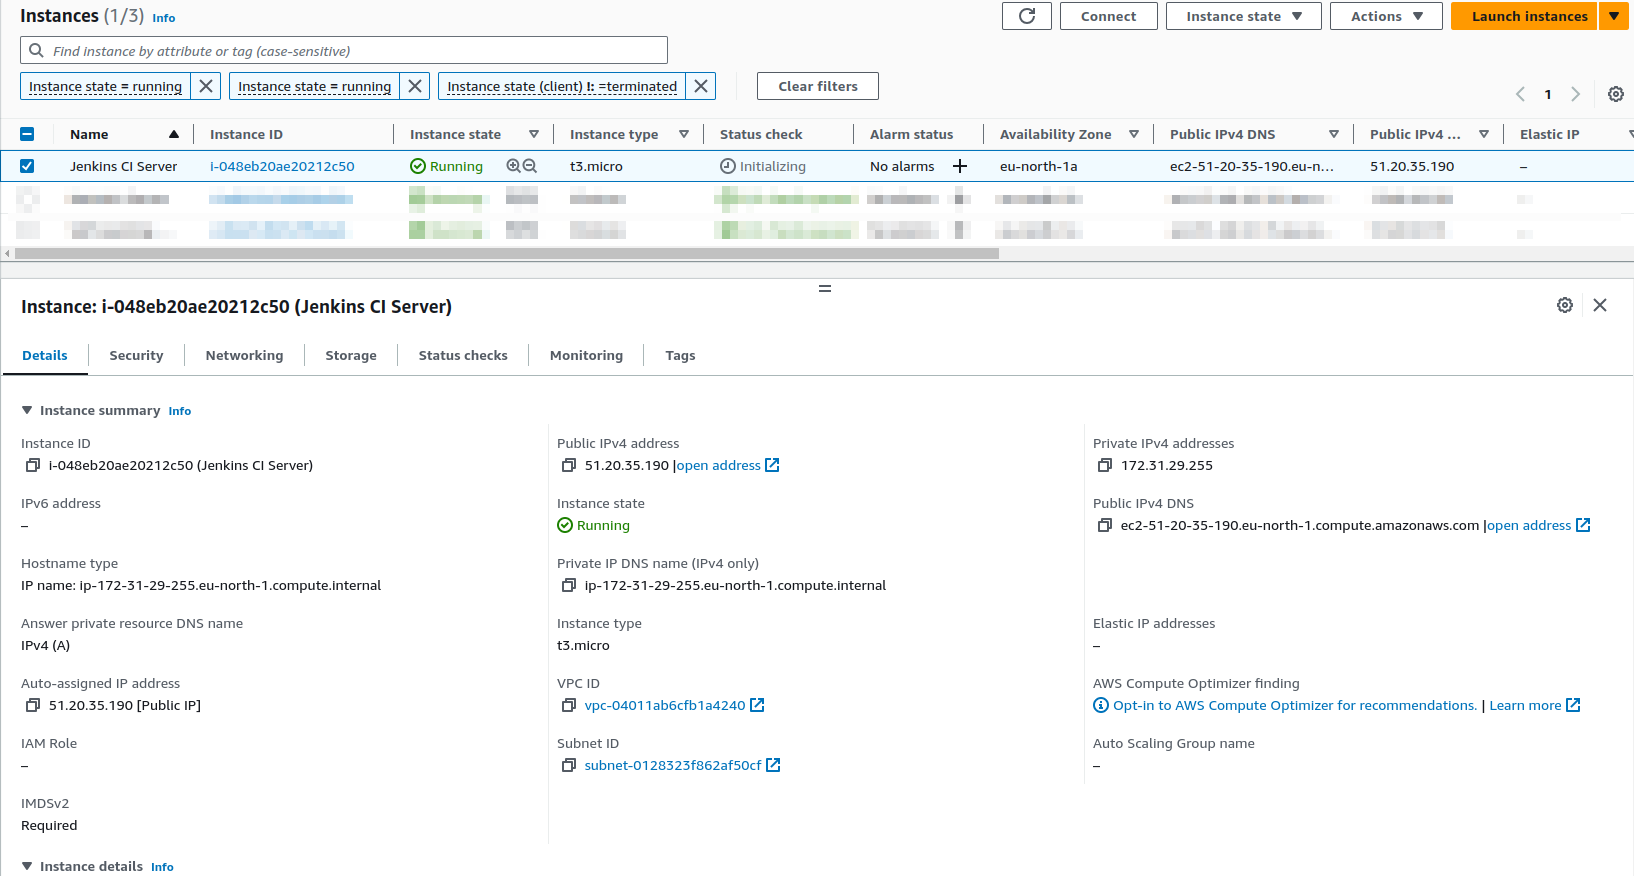 Instances (1/3) Info
Connect Instance state Actions Launch instances
Find Instance by attribute or tag (case-sensitive)
Instance state = running Instance state = running Instance state (client) !: =terminated Clear filters
1
Name Instance ID Instance state Instance type Status check Alarm status Availability Zone Public IPv4 DNS Public IPv4 ... Elastic IP
Jenkins CI Server i-048eb20ae20212c50 Running t3.micro Initializing No alarms + eu-north-1a ec2-51-20-35-190.eu-n... 51.20.35.190 –
Instance: i-048eb20ae20212c50 (Jenkins CI Server)
Details Security Networking Storage Status checks Monitoring Tags
Instance summary Info
Instance ID Public IPv4 address Private IPv4 addresses
i-048eb20ae20212c50 (Jenkins CI Server) 51.20.35.190 |open address 172.31.29.255
IPv6 address Instance state Public IPv4 DNS
– Running ec2-51-20-35-190.eu-north-1.compute.amazonaws.com |open address
Hostname type Private IP DNS name (IPv4 only)
IP name: ip-172-31-29-255.eu-north-1.compute.internal ip-172-31-29-255.eu-north-1.compute.internal
Answer private resource DNS name Instance type Elastic IP addresses
IPv4 (A) t3.micro –
Auto-assigned IP address VPC ID AWS Compute Optimizer finding
51.20.35.190 [Public IP] vpc-04011ab6cfb1a4240 Opt-in to AWS Compute Optimizer for recommendations. | Learn more
IAM Role Subnet ID Auto Scaling Group name
– subnet-0128323f862af50cf –
IMDSv2
Required
Instance details Info